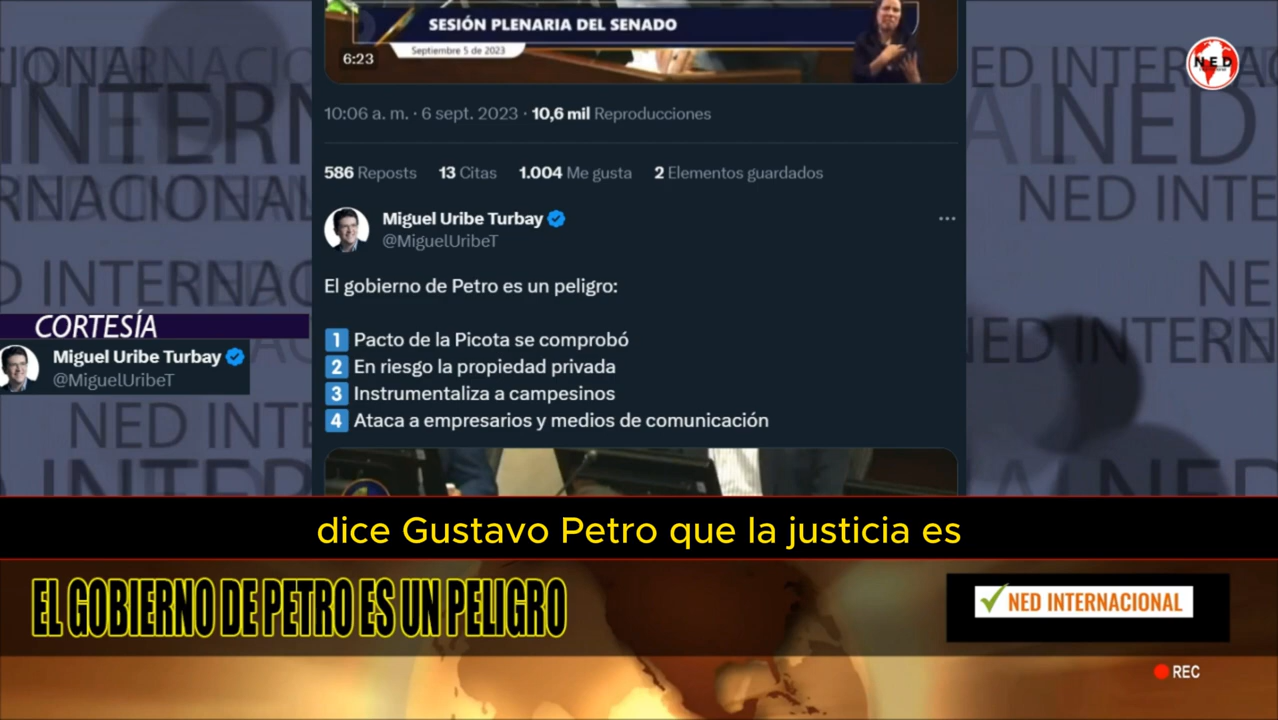 SESIÓN PLENARIA DEL SENADO
Septiembre 5 de 2023
6:23
NED
10:06 a. m. · 6 sept. 2023 · 10,6 mil Reproducciones
586 Reposts 13 Citas 1.004 Me gusta 2 Elementos guardados
Miguel Uribe Turbay
@MiguelUribeT
El gobierno de Petro es un peligro:
1 Pacto de la Picota se comprobó
2 En riesgo la propiedad privada
3 Instrumentaliza a campesinos
4 Ataca a empresarios y medios de comunicación
CORTESÍA
Miguel Uribe Turbay
@MiguelUribeT
dice Gustavo Petro que la justicia es
EL GOBIERNO DE PETRO ES UN PELIGRO
NED INTERNACIONAL
REC